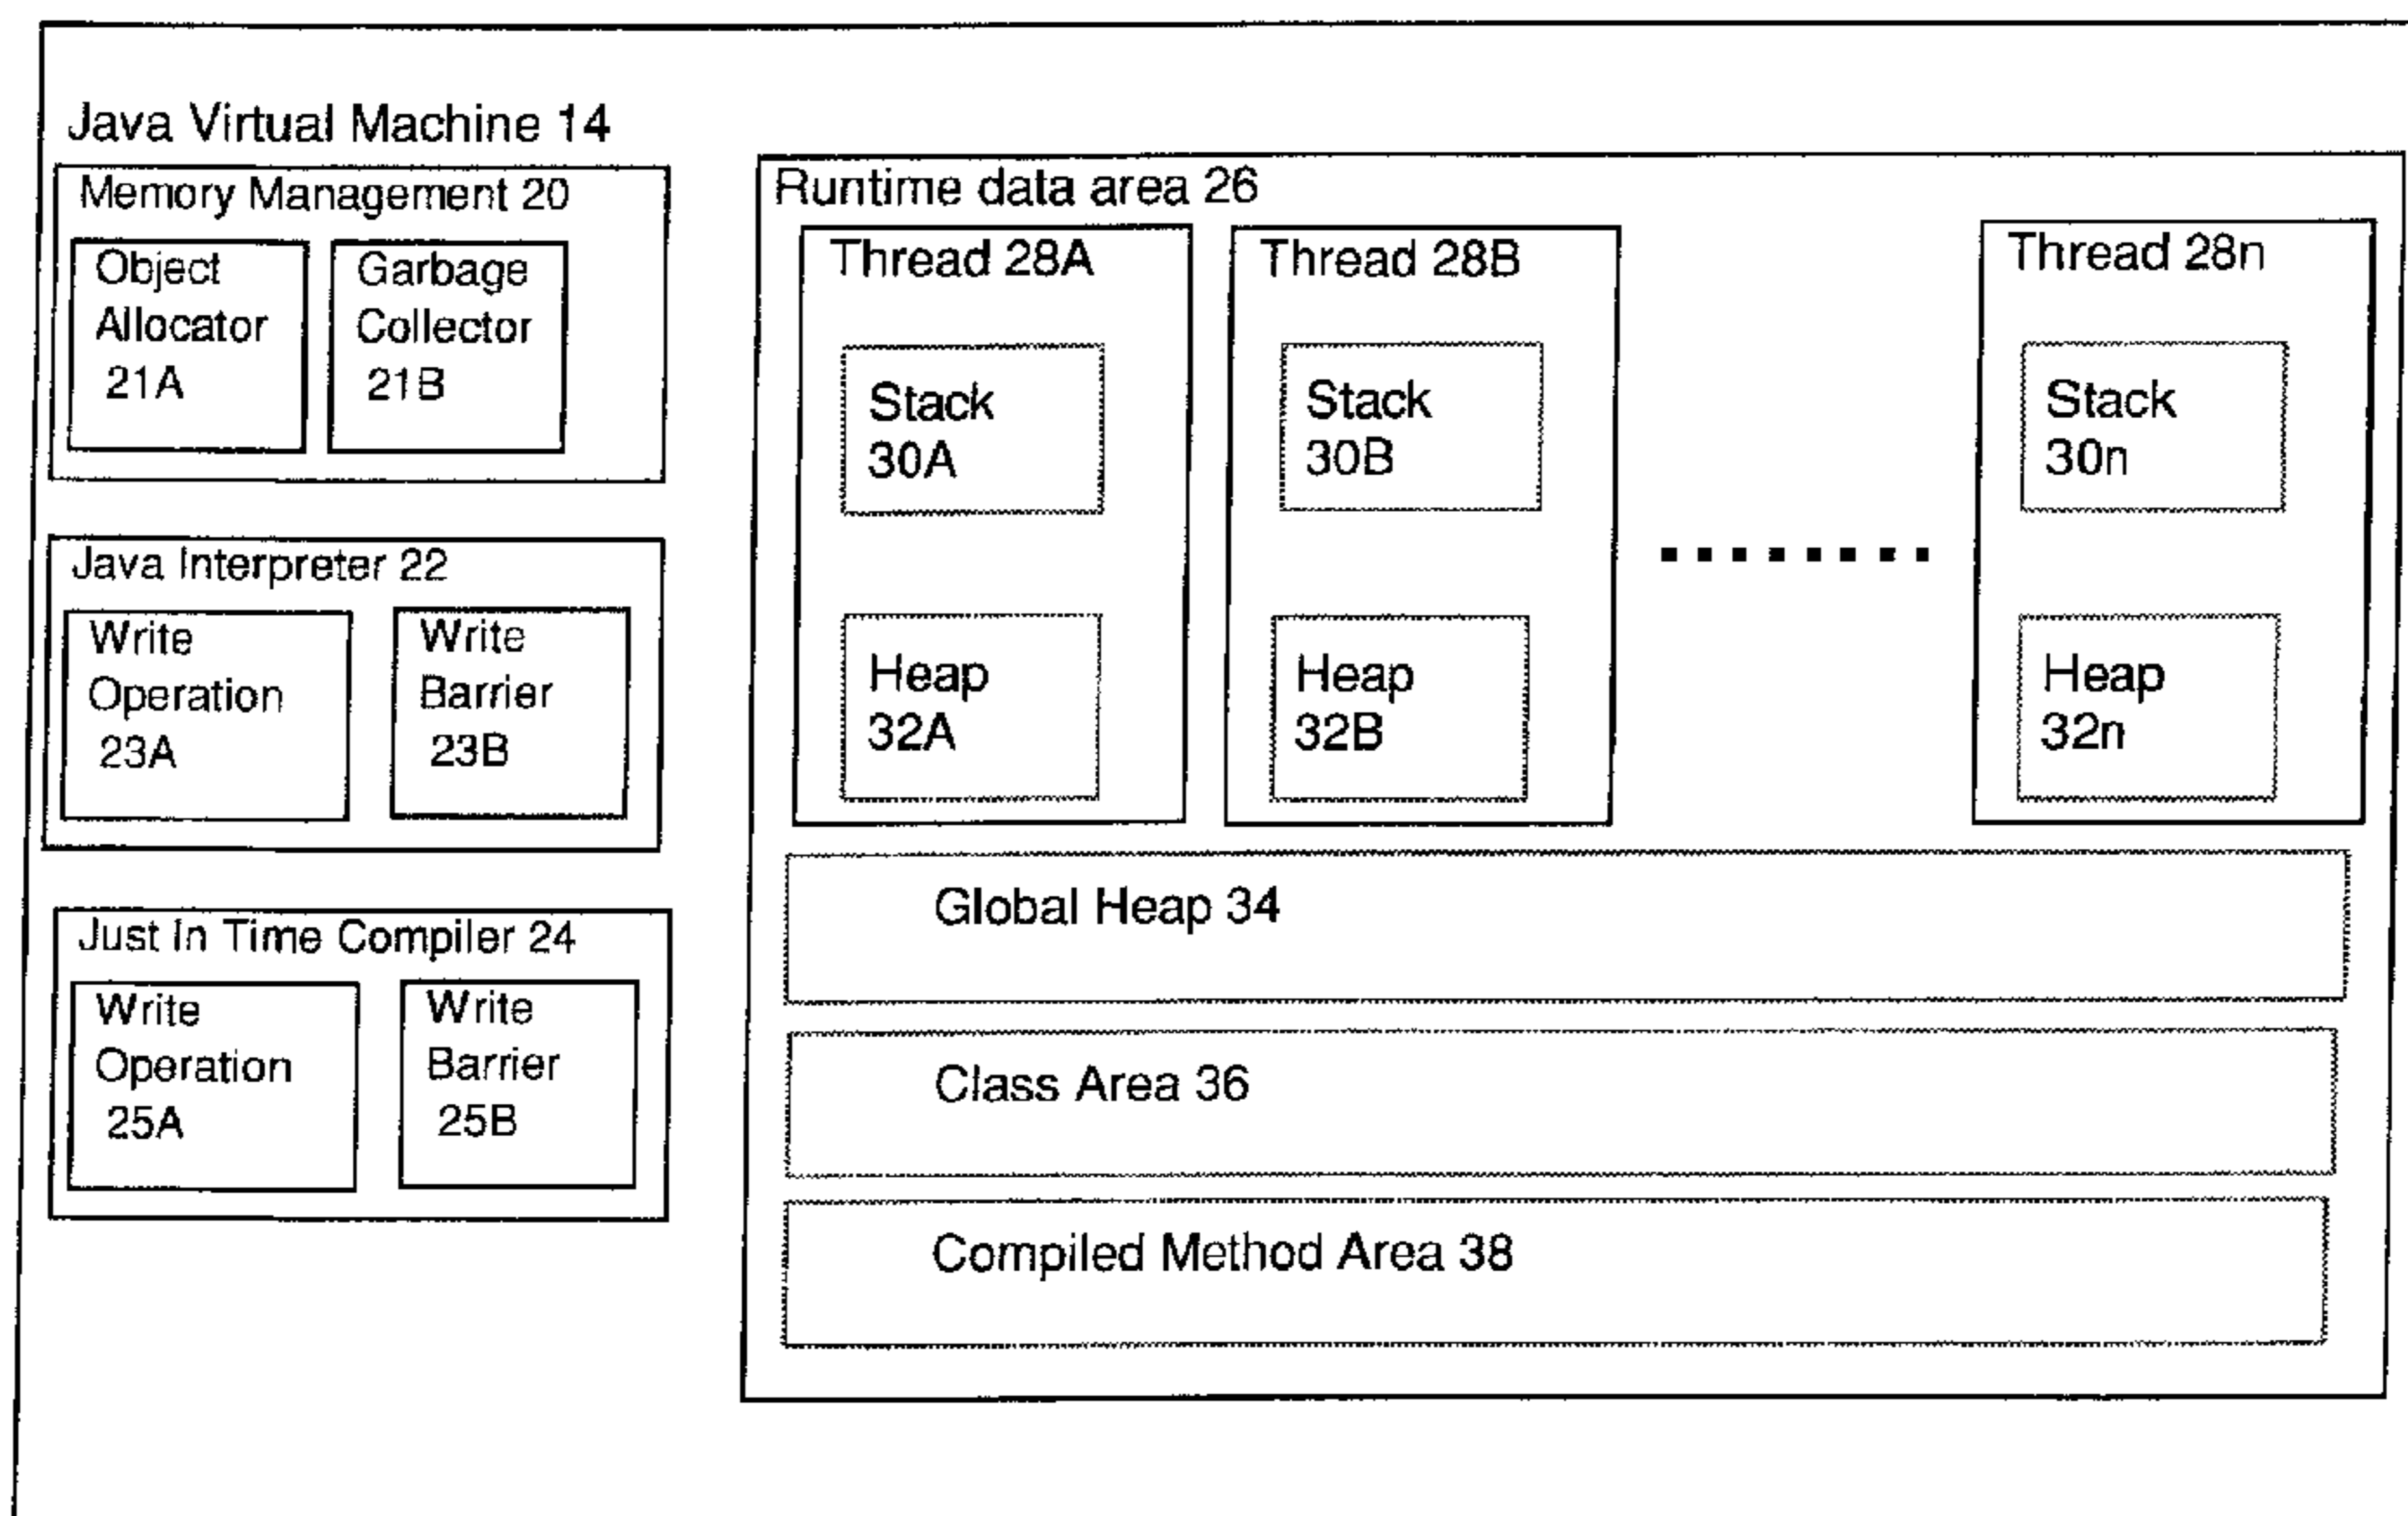 Java Virtual Machine 14
Memory Management 20
Object
Allocator
21A
Garbage
Collector
21B
Java Interpreter 22
Write
Operation
23A
Write
Barrier
23B
Just In Time Compiler 24
Write
Operation
25A
Write
Barrier
25B
Runtime data area 26
Thread 28A
Stack
30A
Heap
32A
Thread 28B
Stack
30B
Heap
32B
Thread 28n
Stack
30n
Heap
32n
Global Heap 34
Class Area 36
Compiled Method Area 38